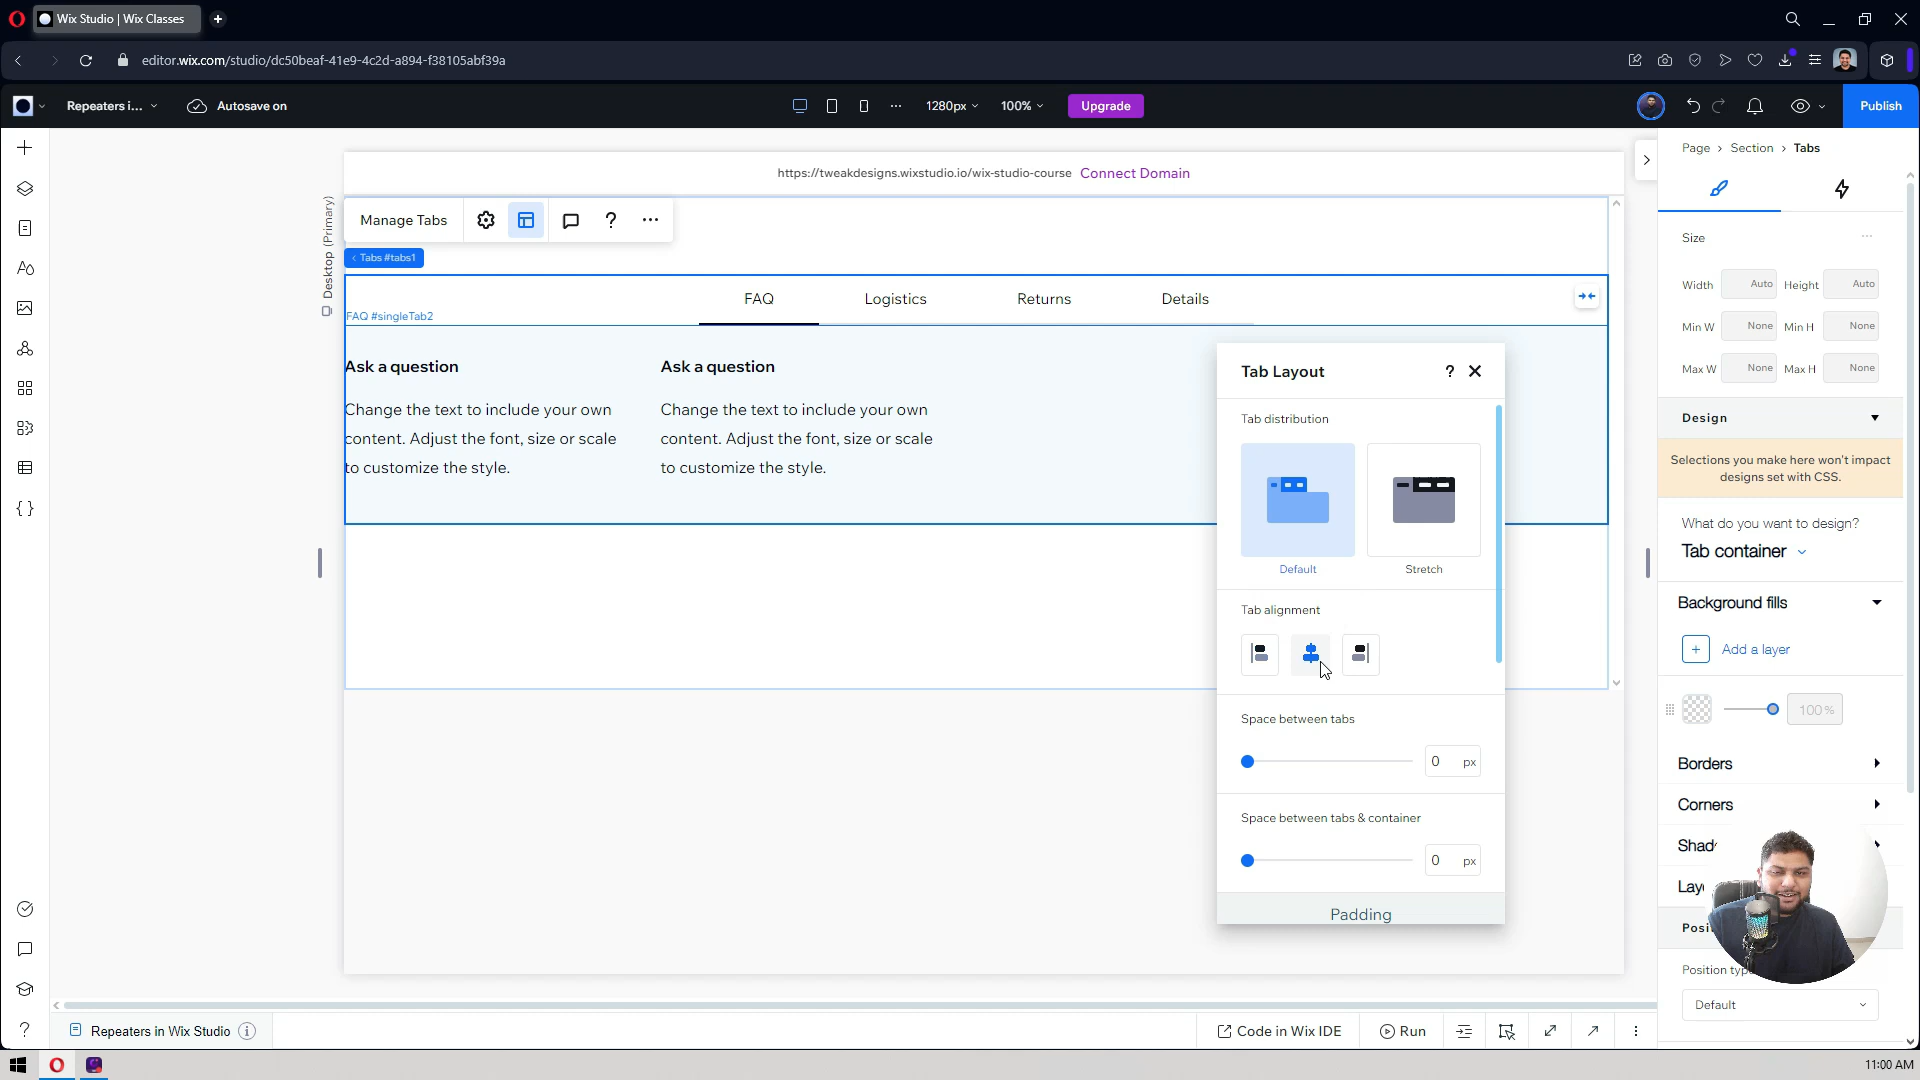 Wix Studio | Wix Classes
editor.wix.com/studio/dc50beaf-41e9-4c2d-a894-f38105abf39a
Repeaters i...
Autosave on
1280px
100%
Upgrade
Publish
https://tweakdesigns.wixstudio.io/wix-studio-course Connect Domain
Page > Section > Tabs
Desktop (Primary)
Manage Tabs
?
Tabs #tabs1
FAQ
Logistics
Returns
Details
FAQ #singleTab2
Ask a question
Change the text to include your own
content. Adjust the font, size or scale
to customize the style.
Ask a question
Change the text to include your own
content. Adjust the font, size or scale
to customize the style.
Tab Layout
?
Tab distribution
Default
Stretch
Tab alignment
Space between tabs
0 px
Space between tabs & container
0 px
Padding
Size
Width Auto Height Auto
Min W None Min H None
Max W None Max H None
Design
Selections you make here won't impact
designs set with CSS.
What do you want to design?
Tab container
Background fills
+ Add a layer
100%
Borders
Corners
Shad
Lay
Posi
Position typ
Default
?
Repeaters in Wix Studio
Code in Wix IDE
Run
11:00 AM